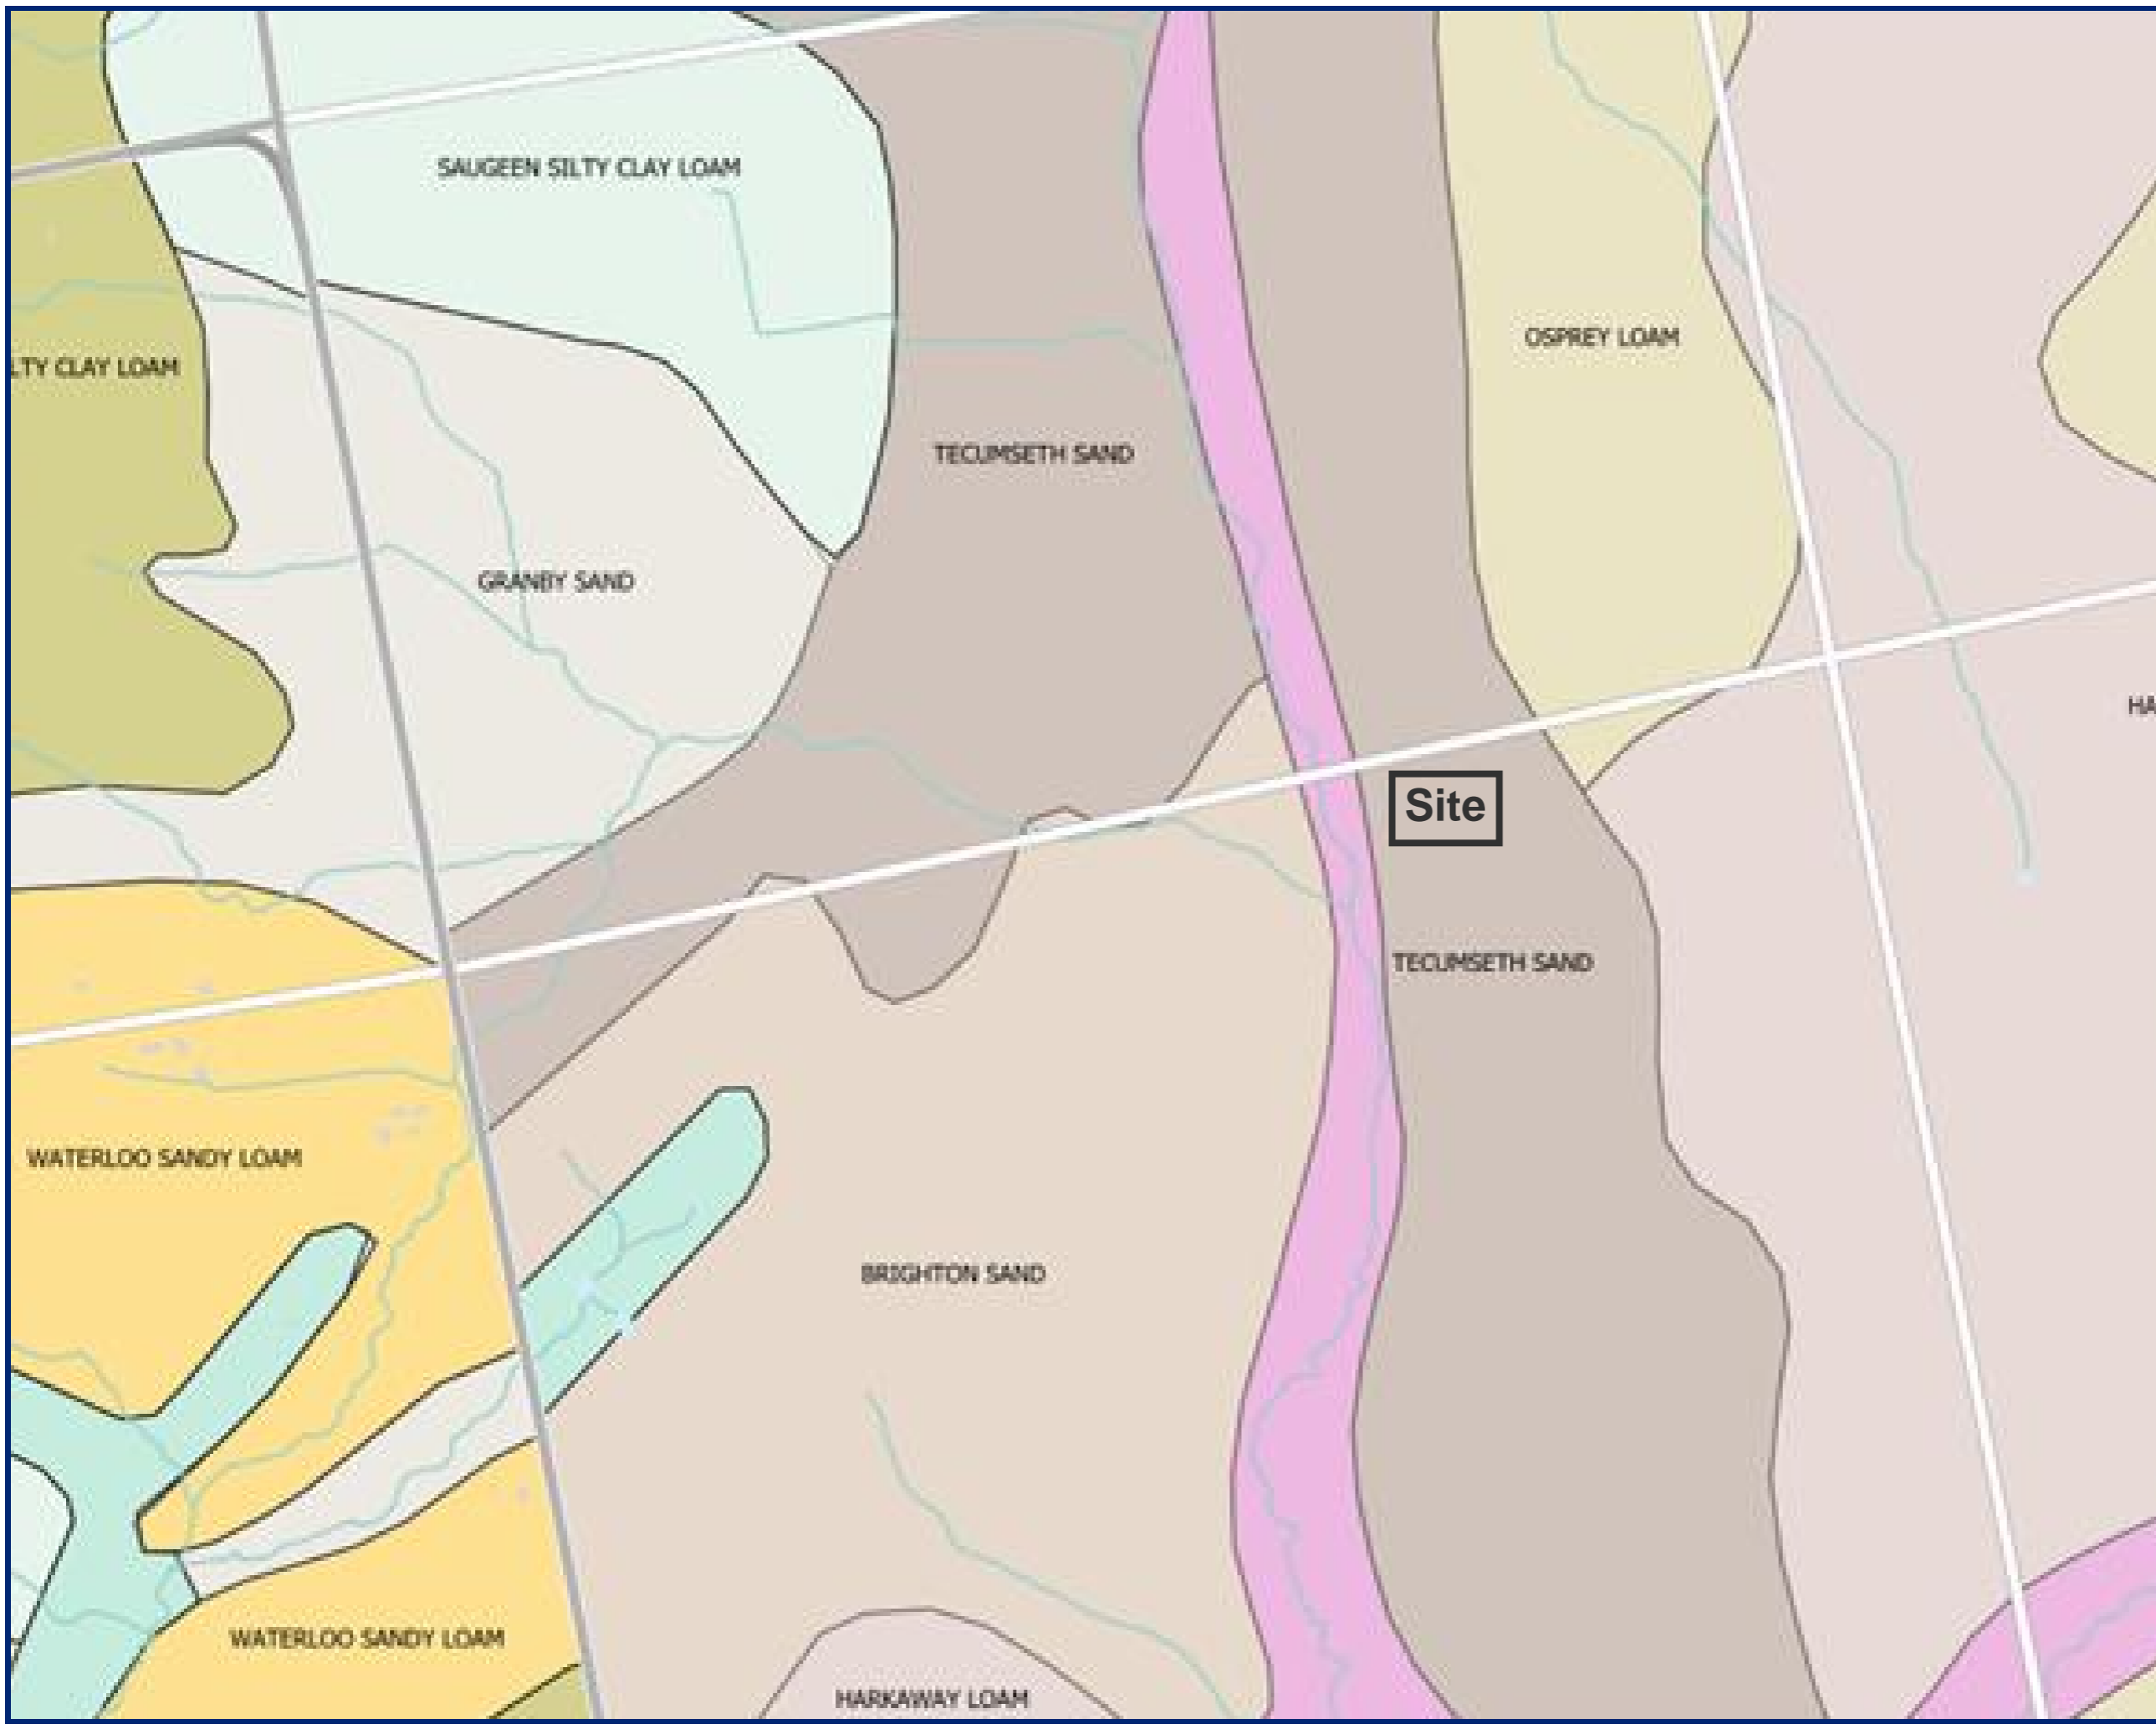 SAUGEEN SILTY CLAY LOAM
OSPREY LOAM
LTY CLAY LOAM
TECUMSETH SAND
GRANBY SAND
HA
Site
TECUMSETH SAND
WATERLOO SANDY LOAM
BRIGHTON SAND
WATERLOO SANDY LOAM
HARKAWAY LOAM